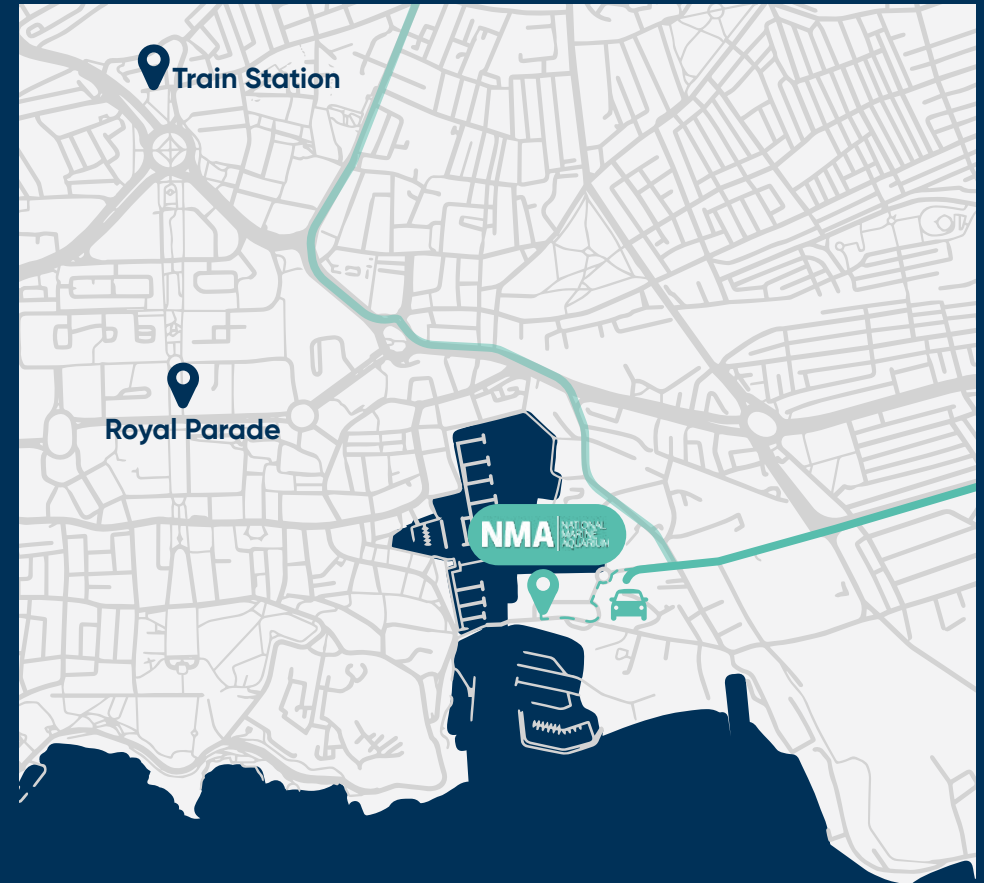 Train Station
Royal Parade
NMA
NATIONAL
MARINE
AQUARIUM